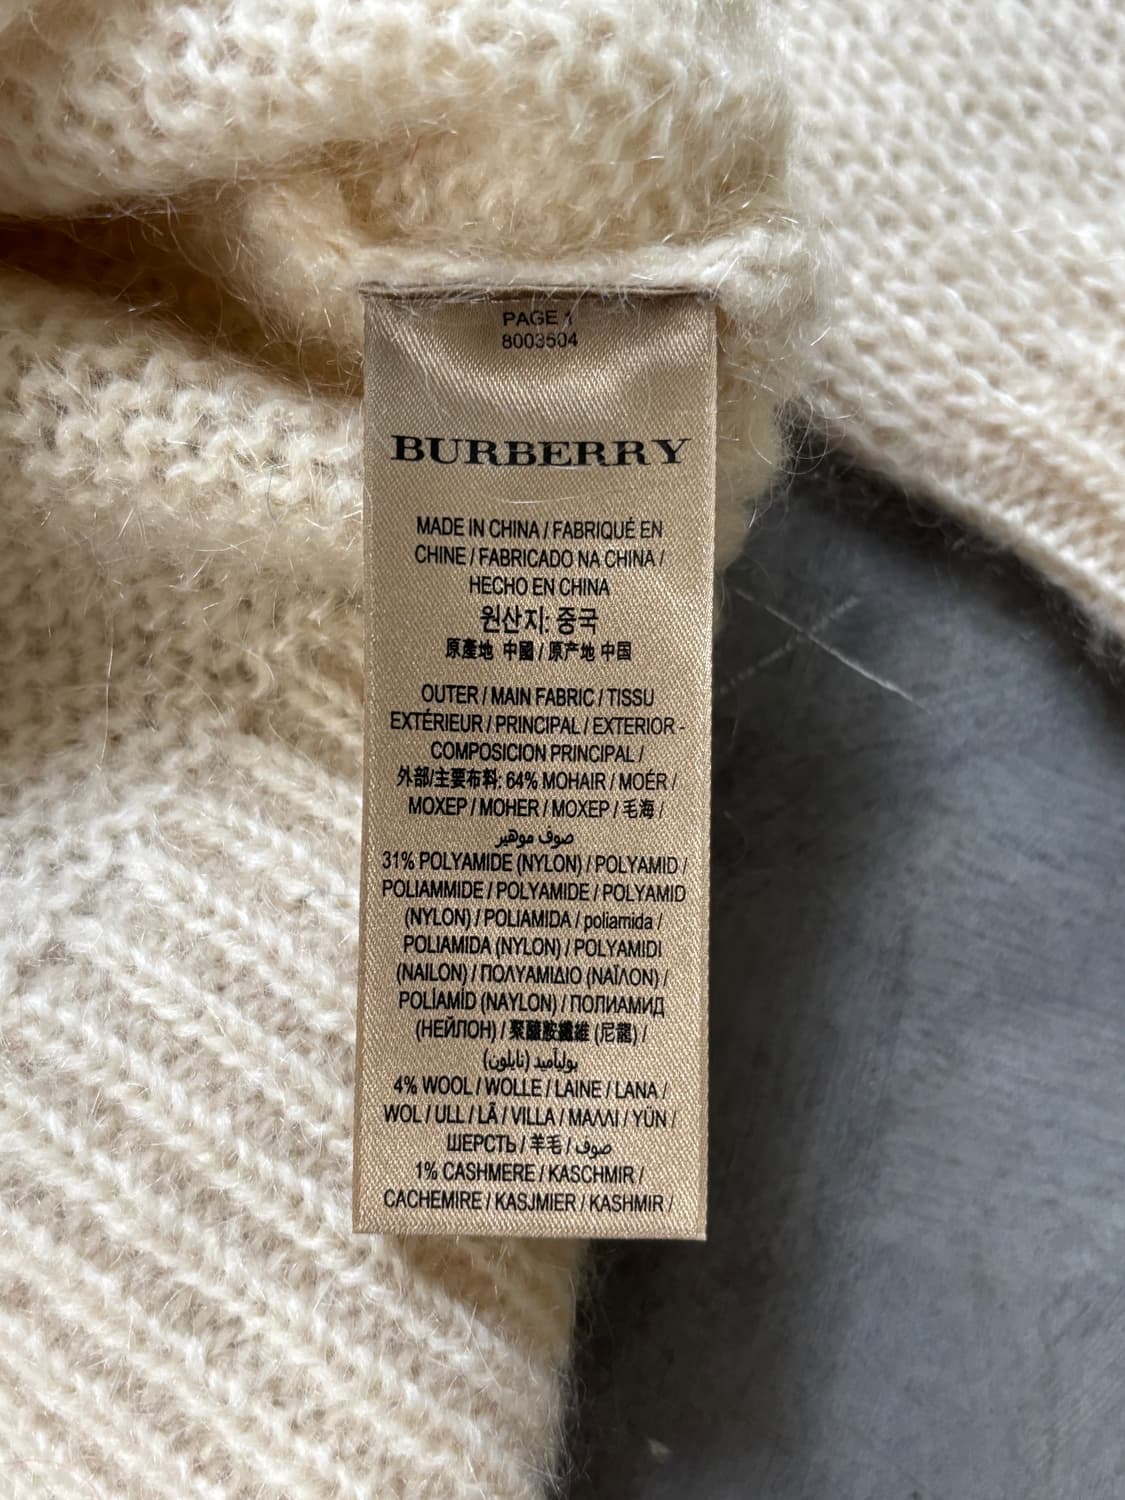 PAGE 1
8003504
BURBERRY
MADE IN CHINA / FABRIQUÉ EN
CHINE / FABRICADO NA CHINA /
HECHO EN CHINA
원산지: 중국
原產地 中國 / 原产地 中国
OUTER / MAIN FABRIC / TISSU
EXTÉRIEUR / PRINCIPAL / EXTERIOR -
COMPOSICION PRINCIPAL /
外部/主要布料: 64% MOHAIR / MOÉR /
MOXEP / MOHER / MOXEP / 毛海 /
صوف موهير
31% POLYAMIDE (NYLON) / POLYAMID /
POLIAMMIDE / POLYAMIDE / POLYAMID
(NYLON) / POLIAMIDA / poliamida /
POLIAMIDA (NYLON) / POLYAMIDI
(NAILON) / ΠΟΛΥΑΜΙΔΙΟ (ΝΑΪΛΟΝ) /
POLİAMİD (NAYLON) / ПОЛИАМИД
(НЕЙЛОН) / 聚醯胺纖維 (尼龍) /
بوليأميد (نايلون)
4% WOOL / WOLLE / LAINE / LANA /
WOL / ULL / LÃ / VILLA / ΜΑΛΛΙ / YÜN /
ШЕРСТЬ / 羊毛 / صوف
1% CASHMERE / KASCHMIR /
CACHEMIRE / KASJMIER / KASHMIR /